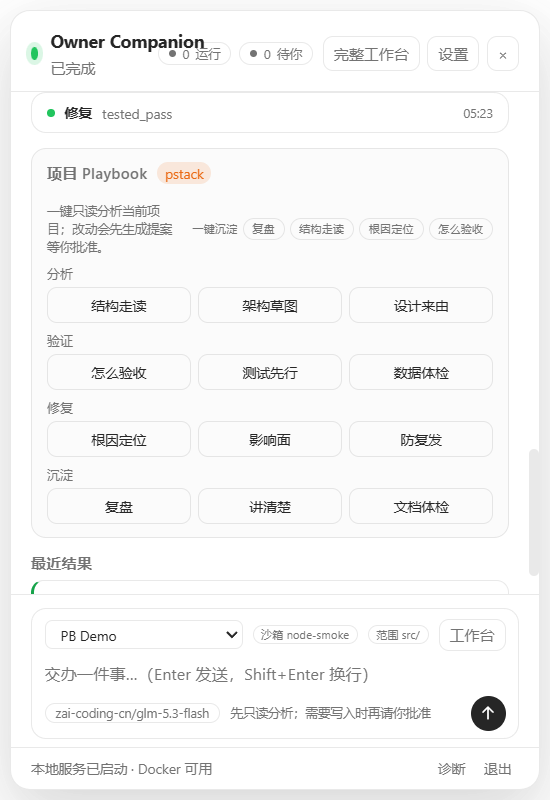 Owner Companion
已完成
0 运行
0 待你
完整工作台
设置
×
修复 tested_pass 05:23
项目 Playbook pstack
一键只读分析当前项
目；改动会先生成提案
等你批准。
一键沉淀 复盘 结构走读 根因定位 怎么验收
分析
结构走读 架构草图 设计来由
验证
怎么验收 测试先行 数据体检
修复
根因定位 影响面 防复发
沉淀
复盘 讲清楚 文档体检
最近结果
PB Demo 沙箱 node-smoke 范围 src/ 工作台
交办一件事...（Enter 发送，Shift+Enter 换行）
zai-coding-cn/glm-5.3-flash 先只读分析；需要写入时再请你批准
本地服务已启动 · Docker 可用 诊断 退出